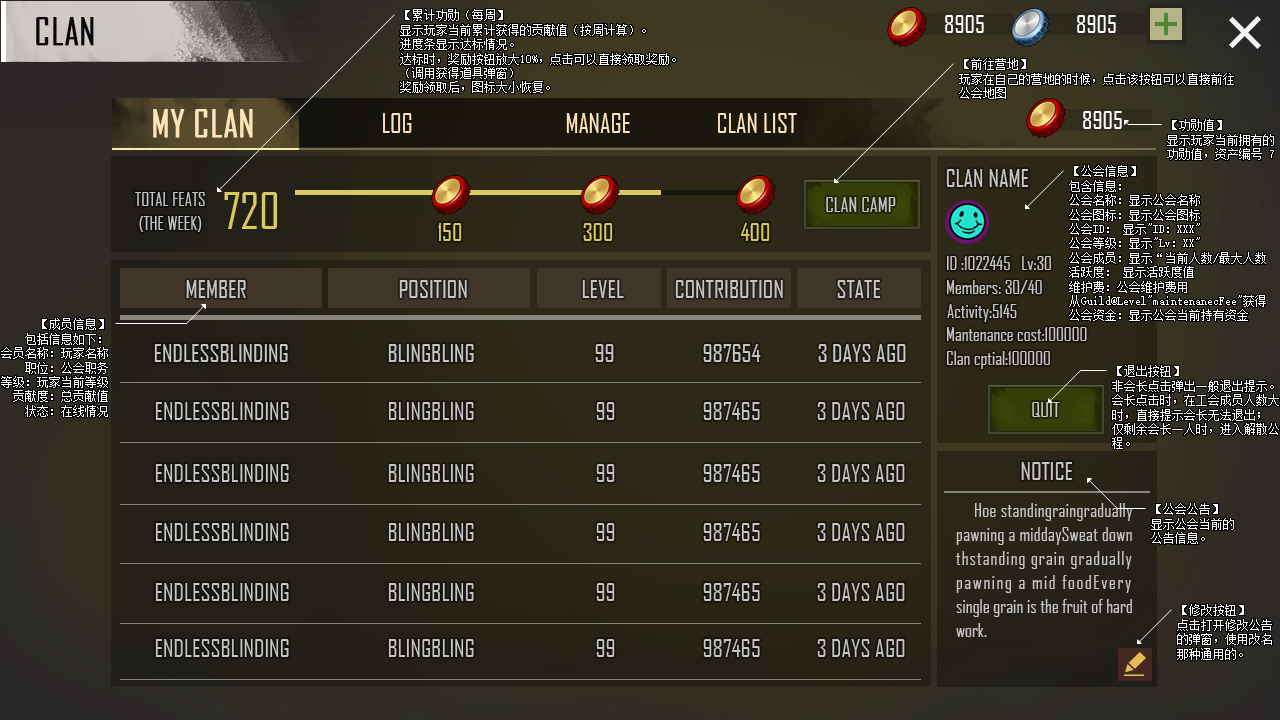 CLAN
8905
8905
【累计功勋（每周】
显示玩家当前累计获得的贡献值（按周计算）。
进度条显示达标情况。
达标时，奖励按钮放大10%，点击可以直接领取奖励。
（调用获得道具弹窗）
奖励领取后，图标大小恢复。
【前往营地】
玩家在自己的营地的时候，点击该按钮可以直接前往
公会地图
MY CLAN
LOG
MANAGE
CLAN LIST
8905
【功勋值】
显示玩家当前拥有的
功勋值，资产编号 7
TOTAL FEATS
(THE WEEK)
720
150
300
400
CLAN CAMP
CLAN NAME
【公会信息】
包含信息：
公会名称：显示公会名称
公会图标：显示公会图标
公会ID： 显示"ID：XXX"
公会等级：显示"Lv：XX"
公会成员：显示“当前人数/最大人数
活跃度： 显示活跃度值
维护费：公会维护费用
从Guild@Level"maintenanecFee"获得
公会资金：显示公会当前持有资金
ID :1022445 Lv:30
Members: 30/40
Activity:5145
Mantenance cost:100000
Clan cptial:100000
MEMBER
POSITION
LEVEL
CONTRIBUTION
STATE
【成员信息】
包括信息如下：
会员名称：玩家名称
职位：公会职务
等级：玩家当前等级
贡献度：总贡献值
状态：在线情况
ENDLESSBLINDING BLINGBLING 99 987654 3 DAYS AGO
ENDLESSBLINDING BLINGBLING 99 987465 3 DAYS AGO
ENDLESSBLINDING BLINGBLING 99 987465 3 DAYS AGO
ENDLESSBLINDING BLINGBLING 99 987465 3 DAYS AGO
ENDLESSBLINDING BLINGBLING 99 987465 3 DAYS AGO
ENDLESSBLINDING BLINGBLING 99 987465 3 DAYS AGO
QUIT
【退出按钮】
非会长点击弹出一般退出提示。
会长点击时，在工会成员人数大
时，直接提示会长无法退出；
仅剩余会长一人时，进入解散公
程。
NOTICE
Hoe standingraingradually
pawning a middaySweat down
thstanding grain gradually
pawning a mid foodEvery
single grain is the fruit of hard
work.
【公会公告】
显示公会当前的
公告信息。
【修改按钮】
点击打开修改公告
的弹窗，使用改名
那种通用的。